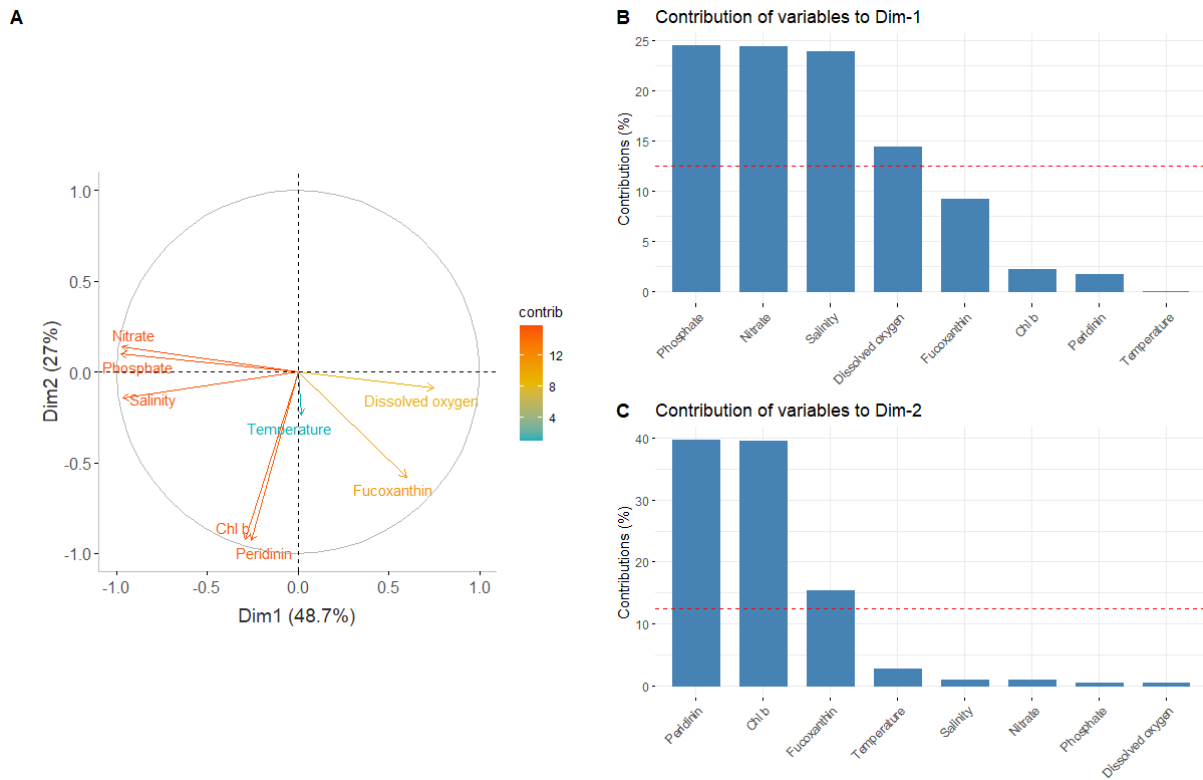 A
Dim2 (27%)
1.0
0.5
0.0
-0.5
-1.0
Nitrate
Phosphate
Salinity
Dissolved oxygen
Temperature
Fucoxanthin
Chl b
Peridinin
-1.0 -0.5 0.0 0.5 1.0
Dim1 (48.7%)
contrib
12
8
4
B Contribution of variables to Dim-1
Contributions (%)
25
20
15
10
5
0
Phosphate
Nitrate
Salinity
Dissolved oxygen
Fucoxanthin
Chl b
Peridinin
Temperature
C Contribution of variables to Dim-2
Contributions (%)
40
30
20
10
0
Peridinin
Chl b
Fucoxanthin
Temperature
Salinity
Nitrate
Phosphate
Dissolved oxygen